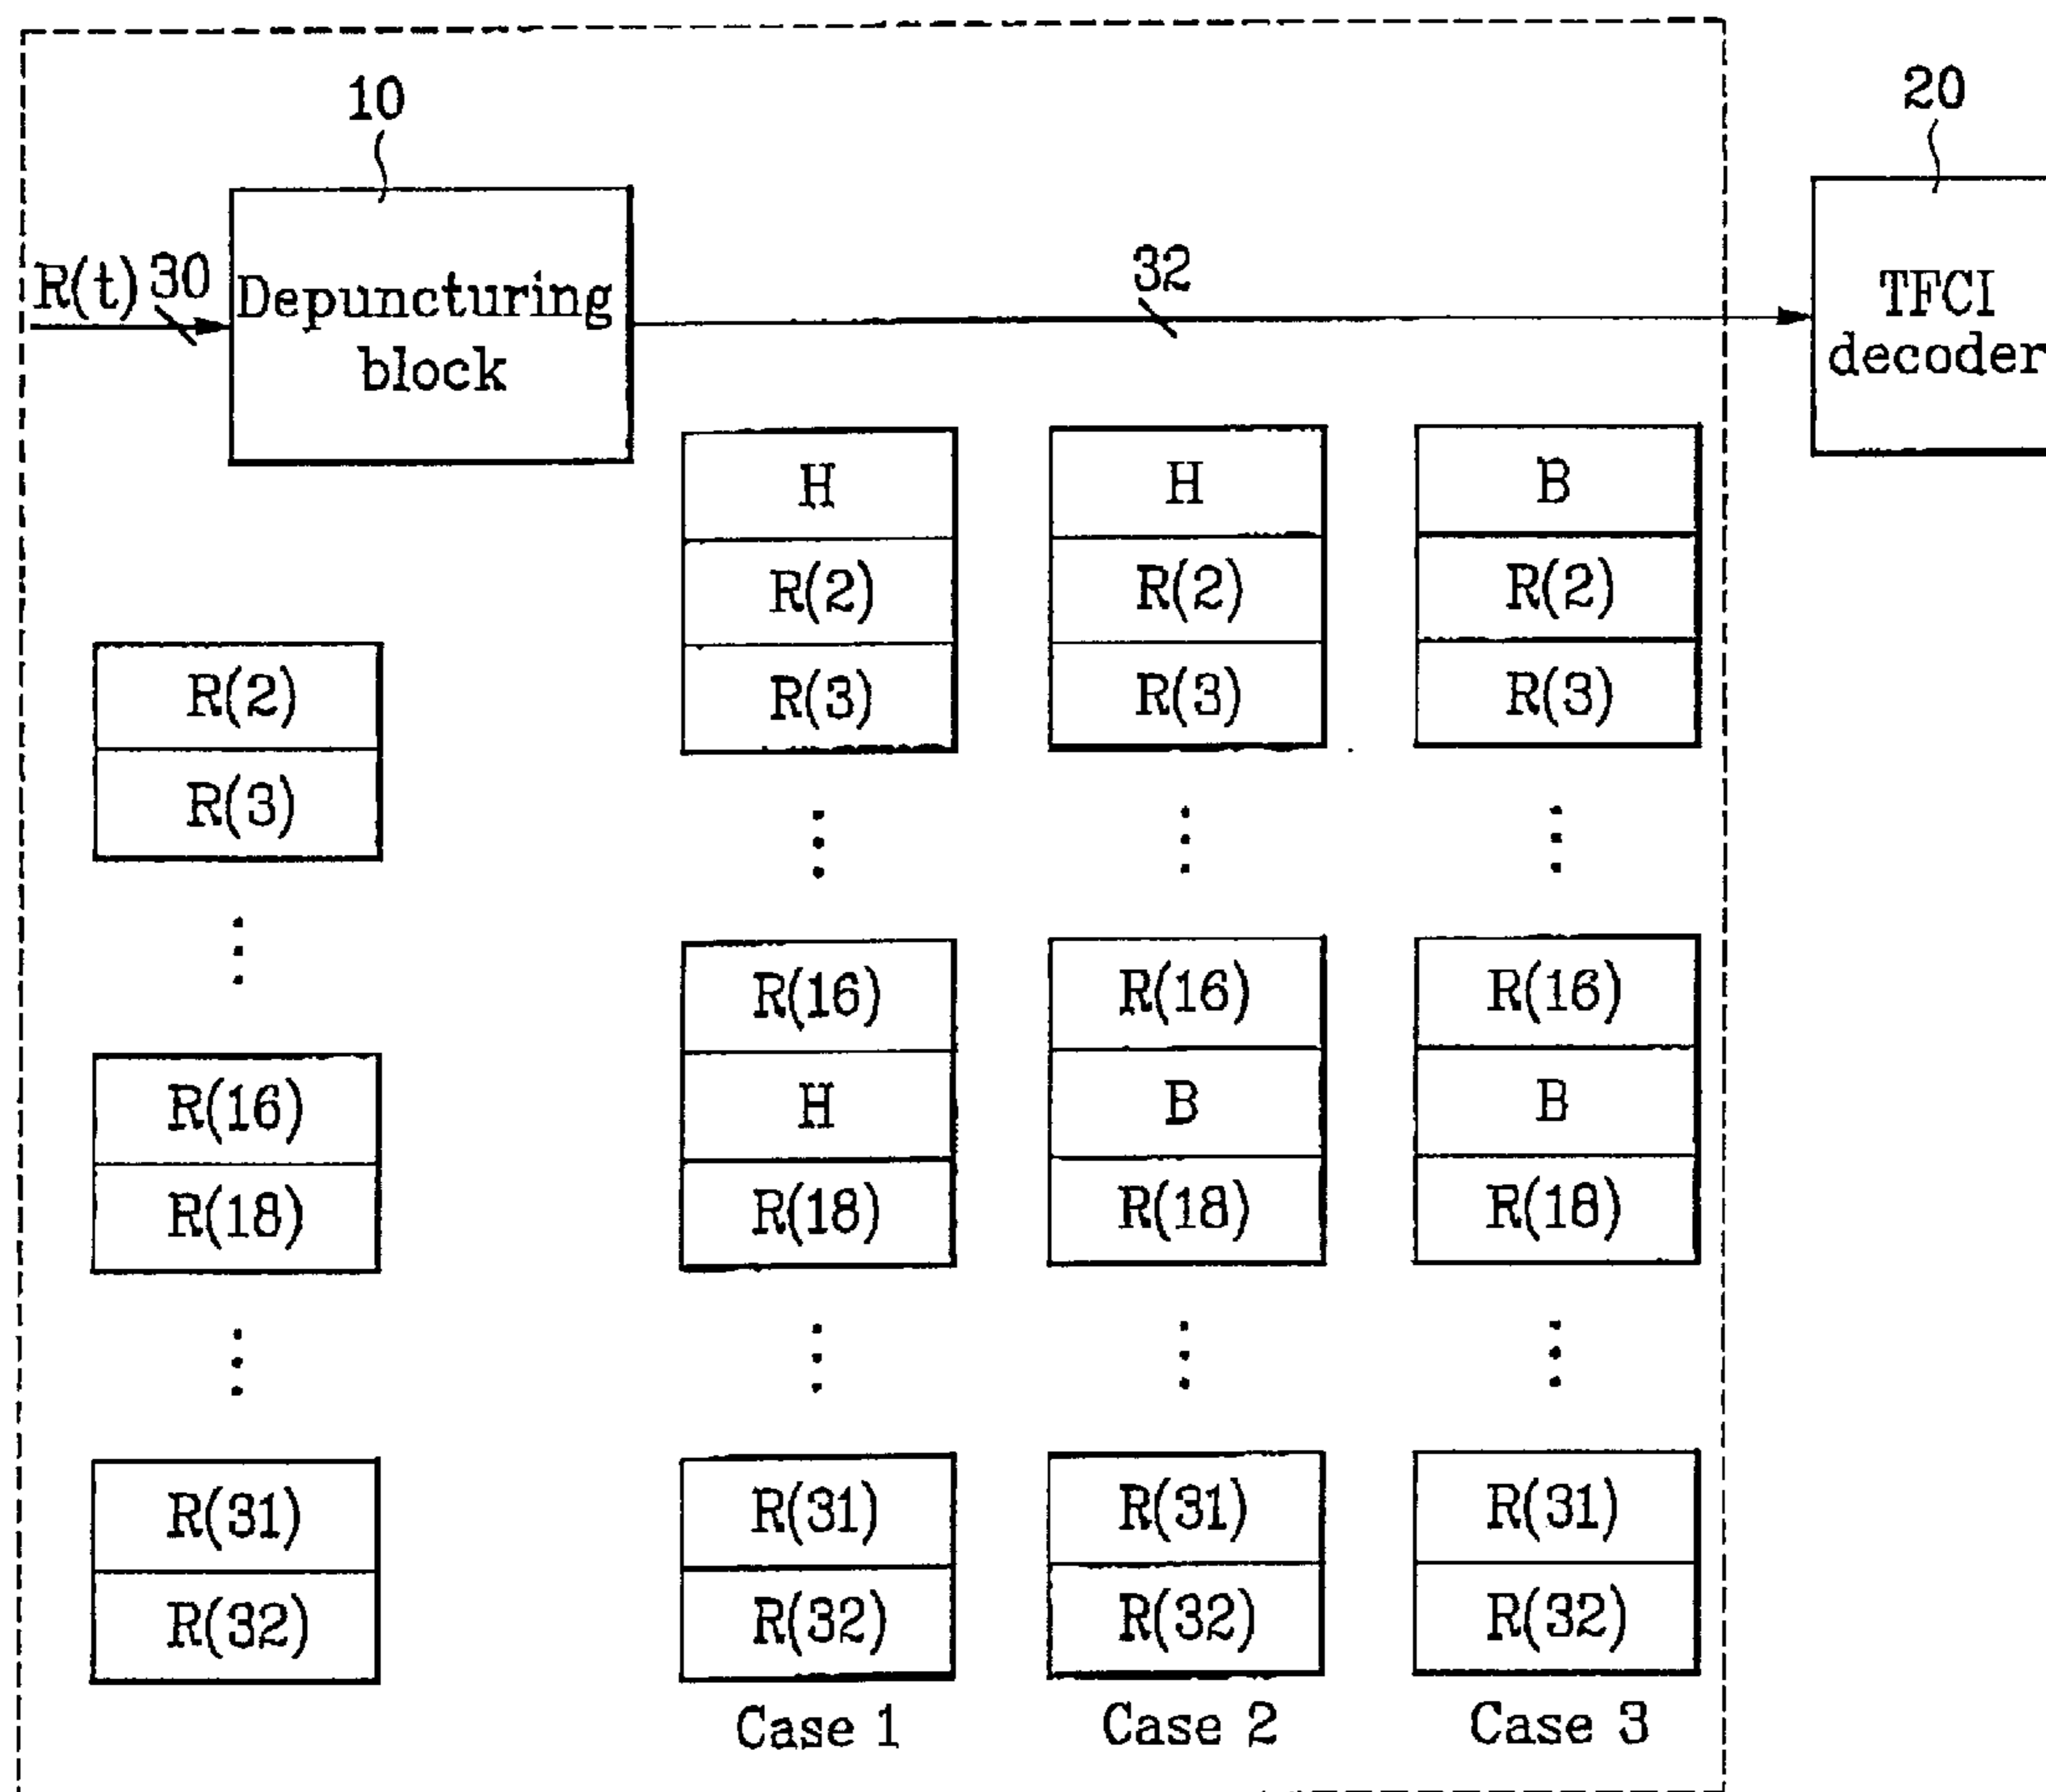 10
20
R(t) 30
Depuncturing
block
32
TFCI
decoder
R(2)
R(3)
R(16)
R(18)
R(31)
R(32)
H
R(2)
R(3)
R(16)
H
R(18)
R(31)
R(32)
Case 1
H
R(2)
R(3)
R(16)
B
R(18)
R(31)
R(32)
Case 2
B
R(2)
R(3)
R(16)
B
R(18)
R(31)
R(32)
Case 3